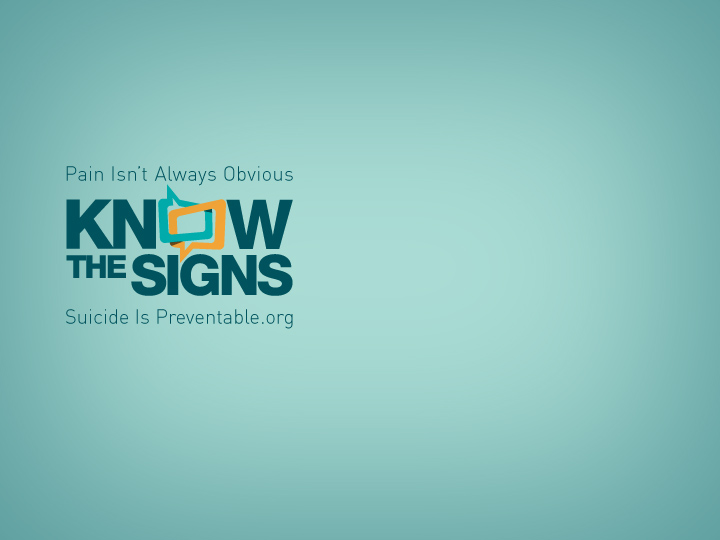 Pain Isn't Always Obvious
KNOW
THE SIGNS
Suicide Is Preventable.org